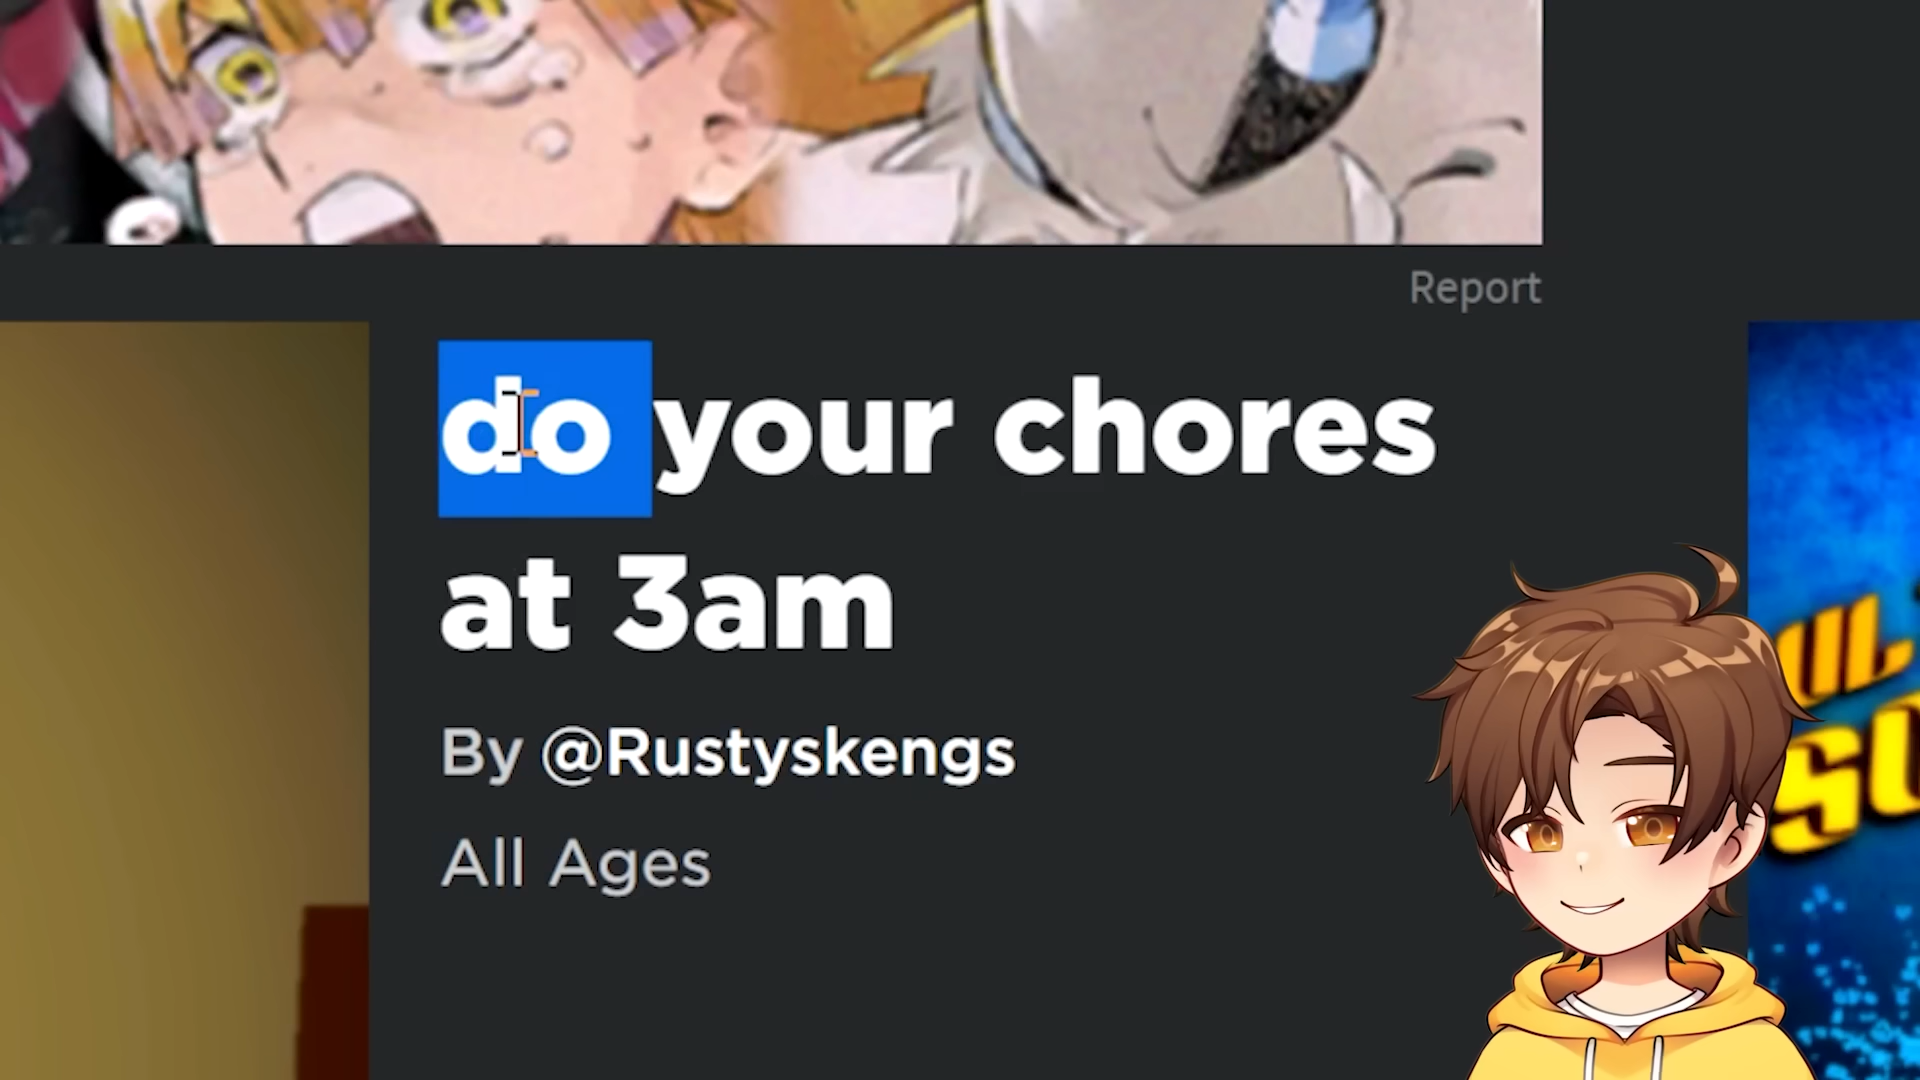 Report
do your chores
at 3am
By @Rustyskengs
All Ages